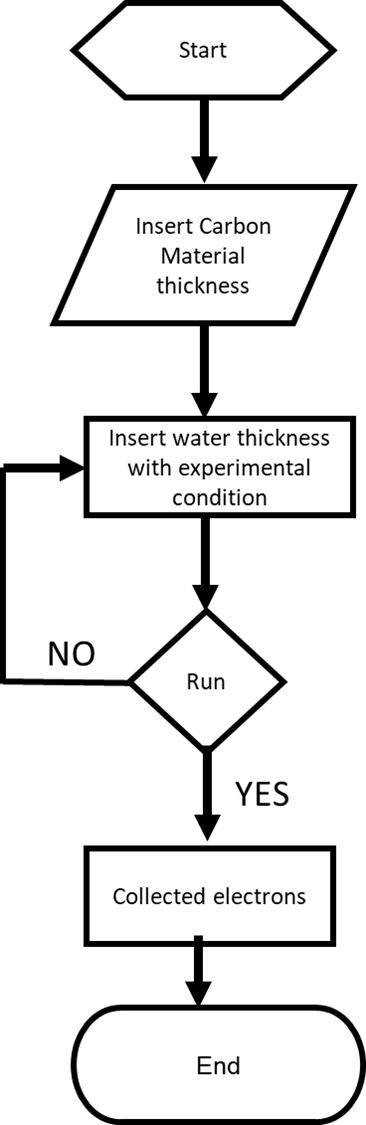 Start
Insert Carbon
Material
thickness
Insert water thickness
with experimental
condition
NO
Run
YES
Collected electrons
End